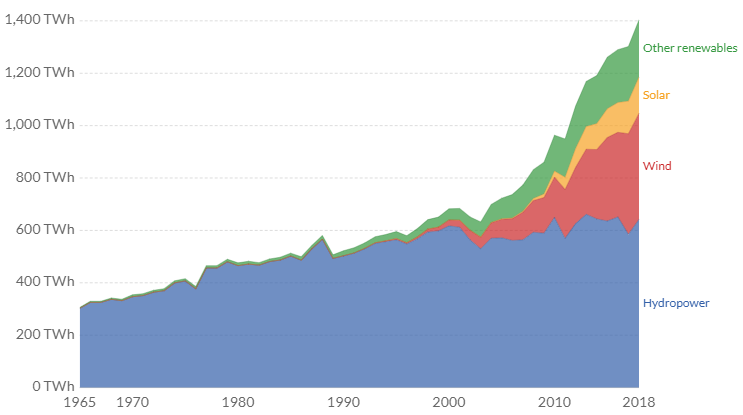 1,400 TWh
Other renewables
1,200 TWh
Solar
1,000 TWh
Wind
800 TWh
600 TWh
400 TWh
Hydropower
200 TWh
0 TWh
1965 1970 1980 1990 2000 2010 2018